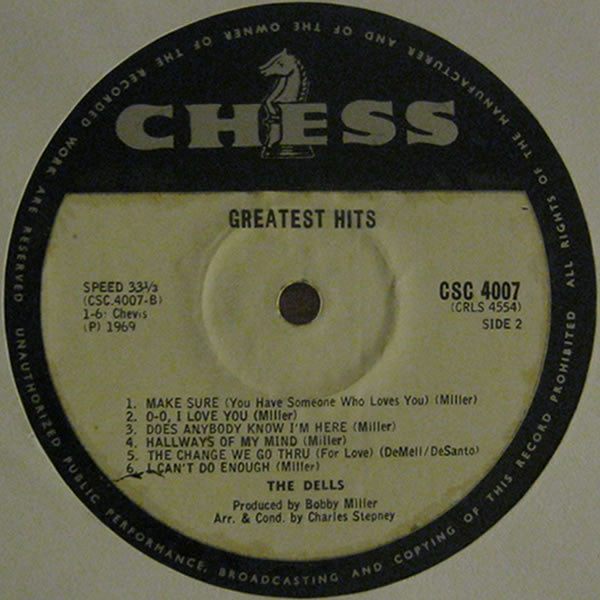 ALL RIGHTS OF THE MANUFACTURER AND OF THE OWNER OF THE RECORDED WORK ARE RESERVED
CHESS
GREATEST HITS
SPEED 33⅓
(CSC.4007-B)
1-6: Chevis
(P) 1969
CSC 4007
(CRLS 4554)
SIDE 2
1. MAKE SURE (You Have Someone Who Loves You) (Miller)
2. O-O, I LOVE YOU (Miller)
3. DOES ANYBODY KNOW I'M HERE (Miller)
4. HALLWAYS OF MY MIND (Miller)
5. THE CHANGE WE GO THRU (For Love) (DeMell/DeSanto)
6. I CAN'T DO ENOUGH (Miller)
THE DELLS
Produced by Bobby Miller
Arr. & Cond. by Charles Stepney
UNAUTHORIZED PUBLIC PERFORMANCE, BROADCASTING AND COPYING OF THIS RECORD PROHIBITED